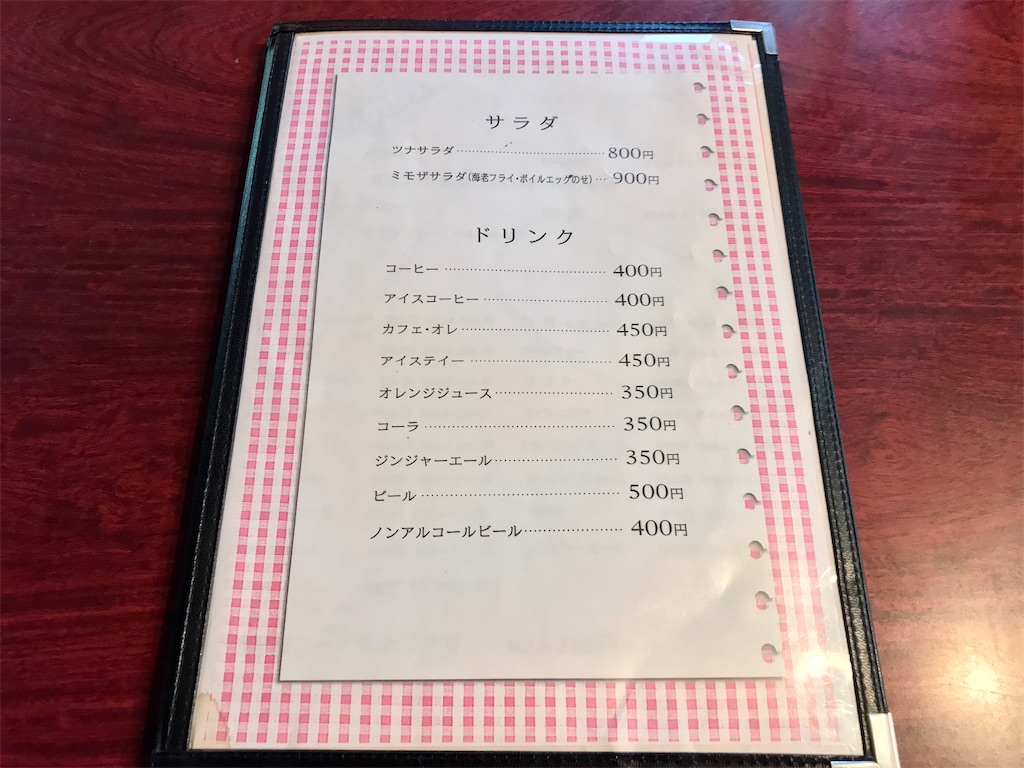 サラダ
ツナサラダ 800円
ミモザサラダ(海老フライ・ボイルエッグのせ) 900円
ドリンク
コーヒー 400円
アイスコーヒー 400円
カフェ・オレ 450円
アイステイー 450円
オレンジジュース 350円
コーラ 350円
ジンジャーエール 350円
ビール 500円
ノンアルコールビール 400円